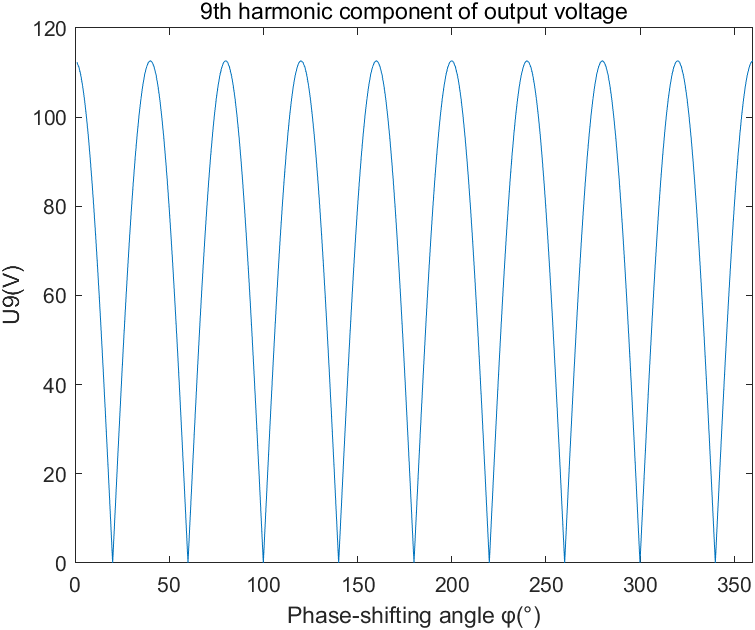 9th harmonic component of output voltage
120
100
80
60
40
20
0
U9(V)
0 50 100 150 200 250 300 350
Phase-shifting angle φ(°)